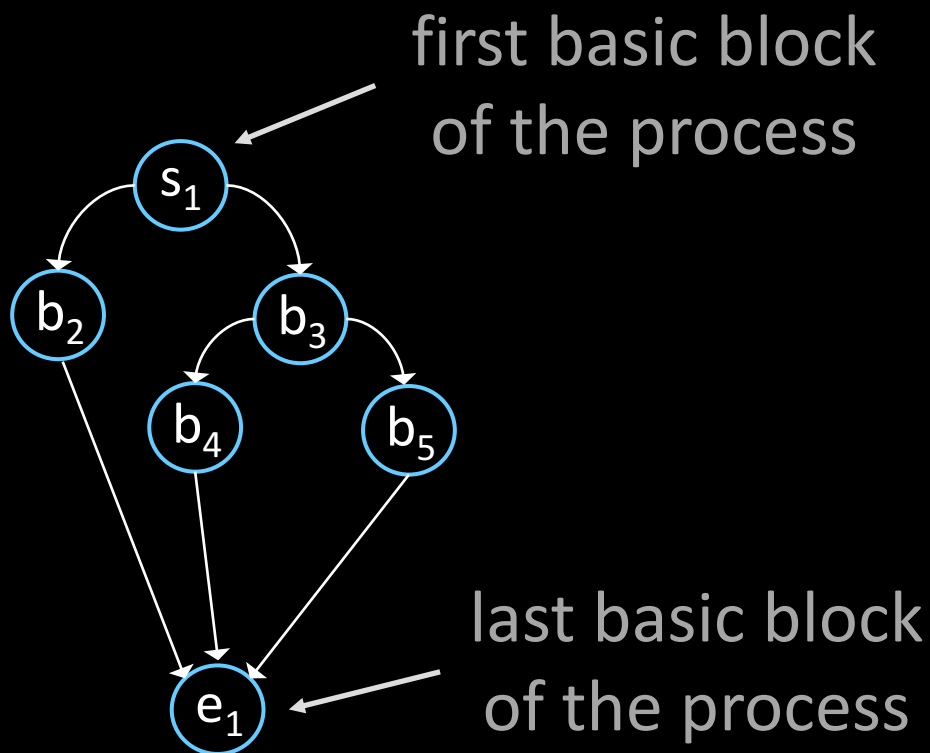 first basic block
of the process
s₁
b₂
b₃
b₄
b₅
last basic block
of the process
e₁